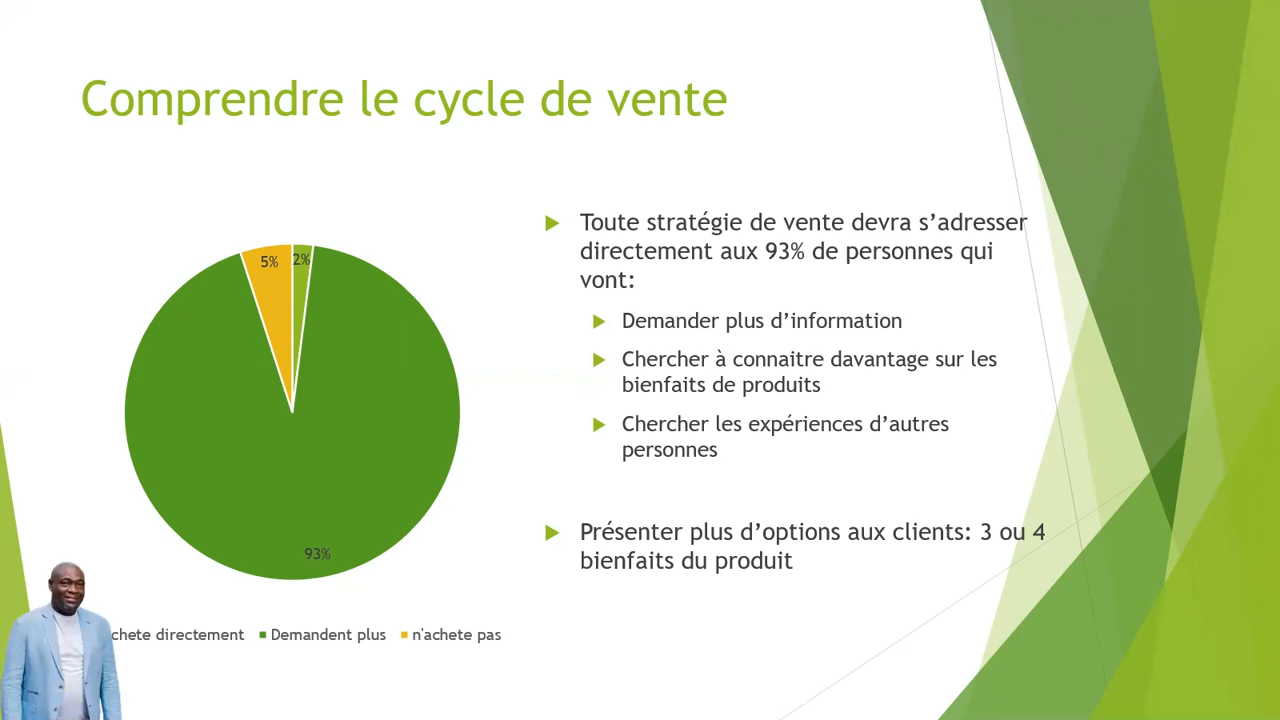 Comprendre le cycle de vente
Toute stratégie de vente devra s’adresser
directement aux 93% de personnes qui
vont:
Demander plus d’information
Chercher à connaitre davantage sur les
bienfaits de produits
Chercher les expériences d’autres
personnes
Présenter plus d’options aux clients: 3 ou 4
bienfaits du produit
5%
2%
93%
chete directement Demandent plus n'achete pas